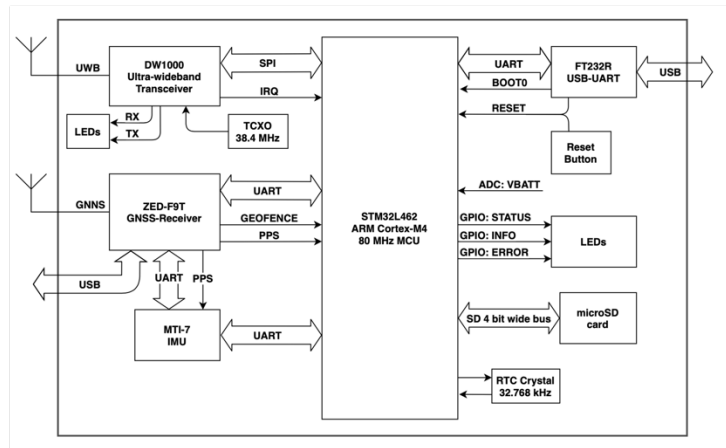 UWB
DW1000
Ultra-wideband
Transceiver
SPI
IRQ
RX
TX
LEDs
TCXO
38.4 MHz
GNNS
ZED-F9T
GNSS-Receiver
UART
GEOFENCE
PPS
USB
UART
PPS
MTI-7
IMU
UART
STM32L462
ARM Cortex-M4
80 MHz MCU
UART
BOOT0
RESET
FT232R
USB-UART
USB
Reset
Button
ADC: VBATT
GPIO: STATUS
GPIO: INFO
GPIO: ERROR
LEDs
SD 4 bit wide bus
microSD
card
RTC Crystal
32.768 kHz